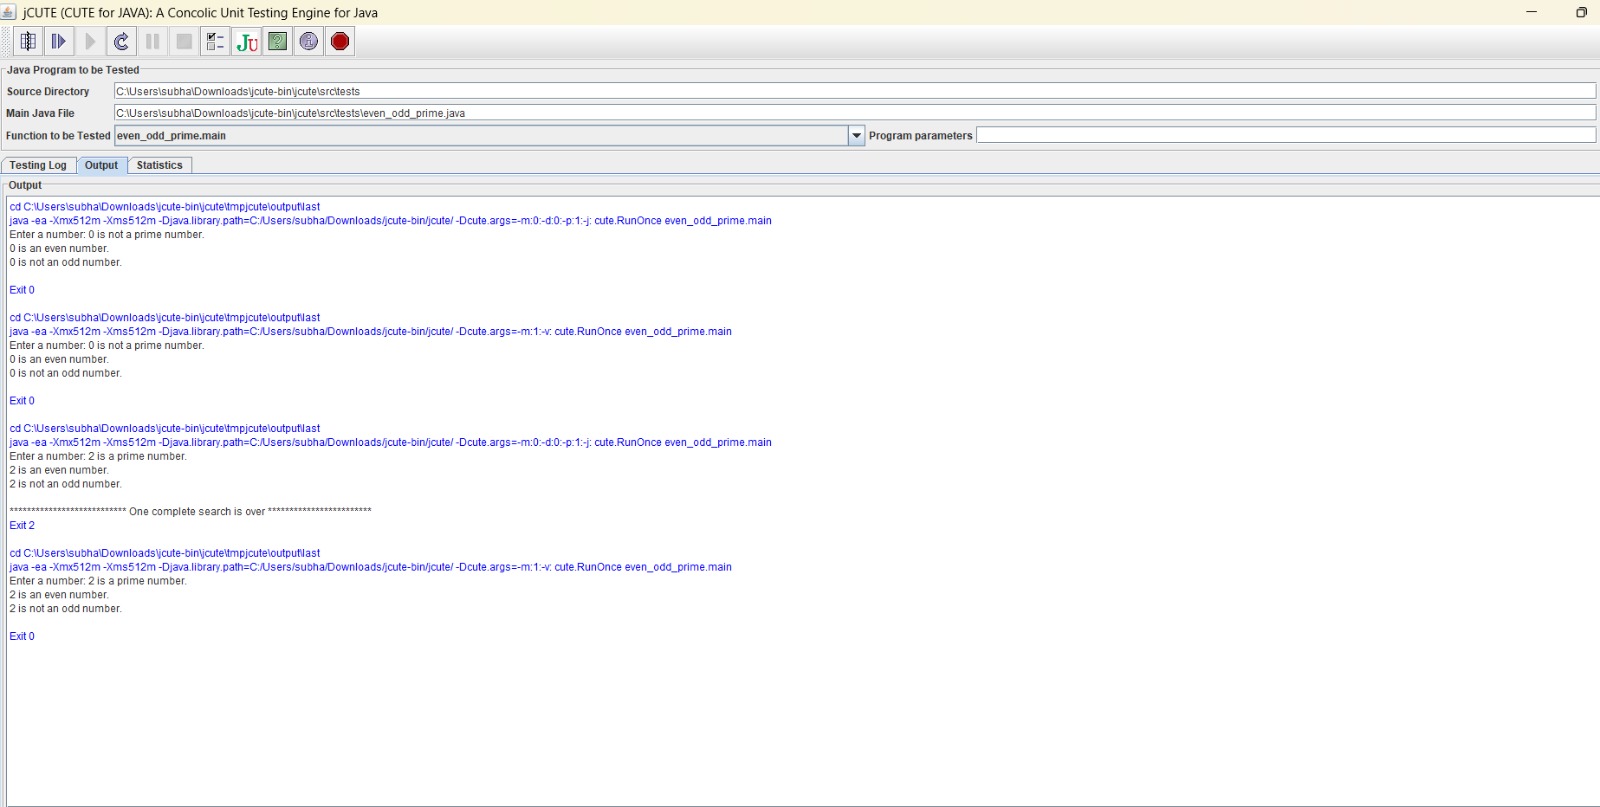 jCUTE (CUTE for JAVA): A Concolic Unit Testing Engine for Java
JU
Java Program to be Tested
Source Directory C:\Users\subha\Downloads\jcute-bin\jcute\src\tests
Main Java File C:\Users\subha\Downloads\jcute-bin\jcute\src\tests\even_odd_prime.java
Function to be Tested even_odd_prime.main Program parameters
Testing Log Output Statistics
Output
cd C:\Users\subha\Downloads\jcute-bin\jcute\tmpjcute\output\last
java -ea -Xmx512m -Xms512m -Djava.library.path=C:/Users/subha/Downloads/jcute-bin/jcute/ -Dcute.args=-m:0:-d:0:-p:1:-j: cute.RunOnce even_odd_prime.main
Enter a number: 0 is not a prime number.
0 is an even number.
0 is not an odd number.
Exit 0
cd C:\Users\subha\Downloads\jcute-bin\jcute\tmpjcute\output\last
java -ea -Xmx512m -Xms512m -Djava.library.path=C:/Users/subha/Downloads/jcute-bin/jcute/ -Dcute.args=-m:1:-v: cute.RunOnce even_odd_prime.main
Enter a number: 0 is not a prime number.
0 is an even number.
0 is not an odd number.
Exit 0
cd C:\Users\subha\Downloads\jcute-bin\jcute\tmpjcute\output\last
java -ea -Xmx512m -Xms512m -Djava.library.path=C:/Users/subha/Downloads/jcute-bin/jcute/ -Dcute.args=-m:0:-d:0:-p:1:-j: cute.RunOnce even_odd_prime.main
Enter a number: 2 is a prime number.
2 is an even number.
2 is not an odd number.
*************************** One complete search is over ************************
Exit 2
cd C:\Users\subha\Downloads\jcute-bin\jcute\tmpjcute\output\last
java -ea -Xmx512m -Xms512m -Djava.library.path=C:/Users/subha/Downloads/jcute-bin/jcute/ -Dcute.args=-m:1:-v: cute.RunOnce even_odd_prime.main
Enter a number: 2 is a prime number.
2 is an even number.
2 is not an odd number.
Exit 0